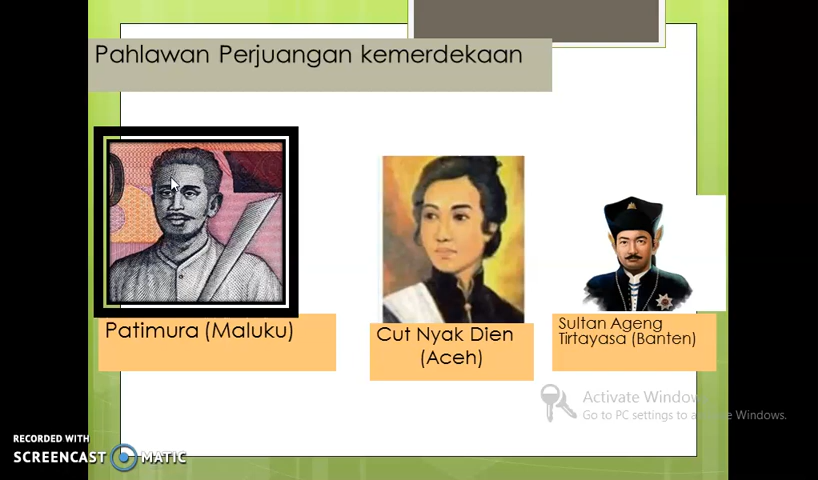 Pahlawan Perjuangan kemerdekaan
Patimura (Maluku)
Cut Nyak Dien
(Aceh)
Sultan Ageng
Tirtayasa (Banten)
Activate Windows
Go to PC settings to activate Windows.
RECORDED WITH
SCREENCAST MATIC